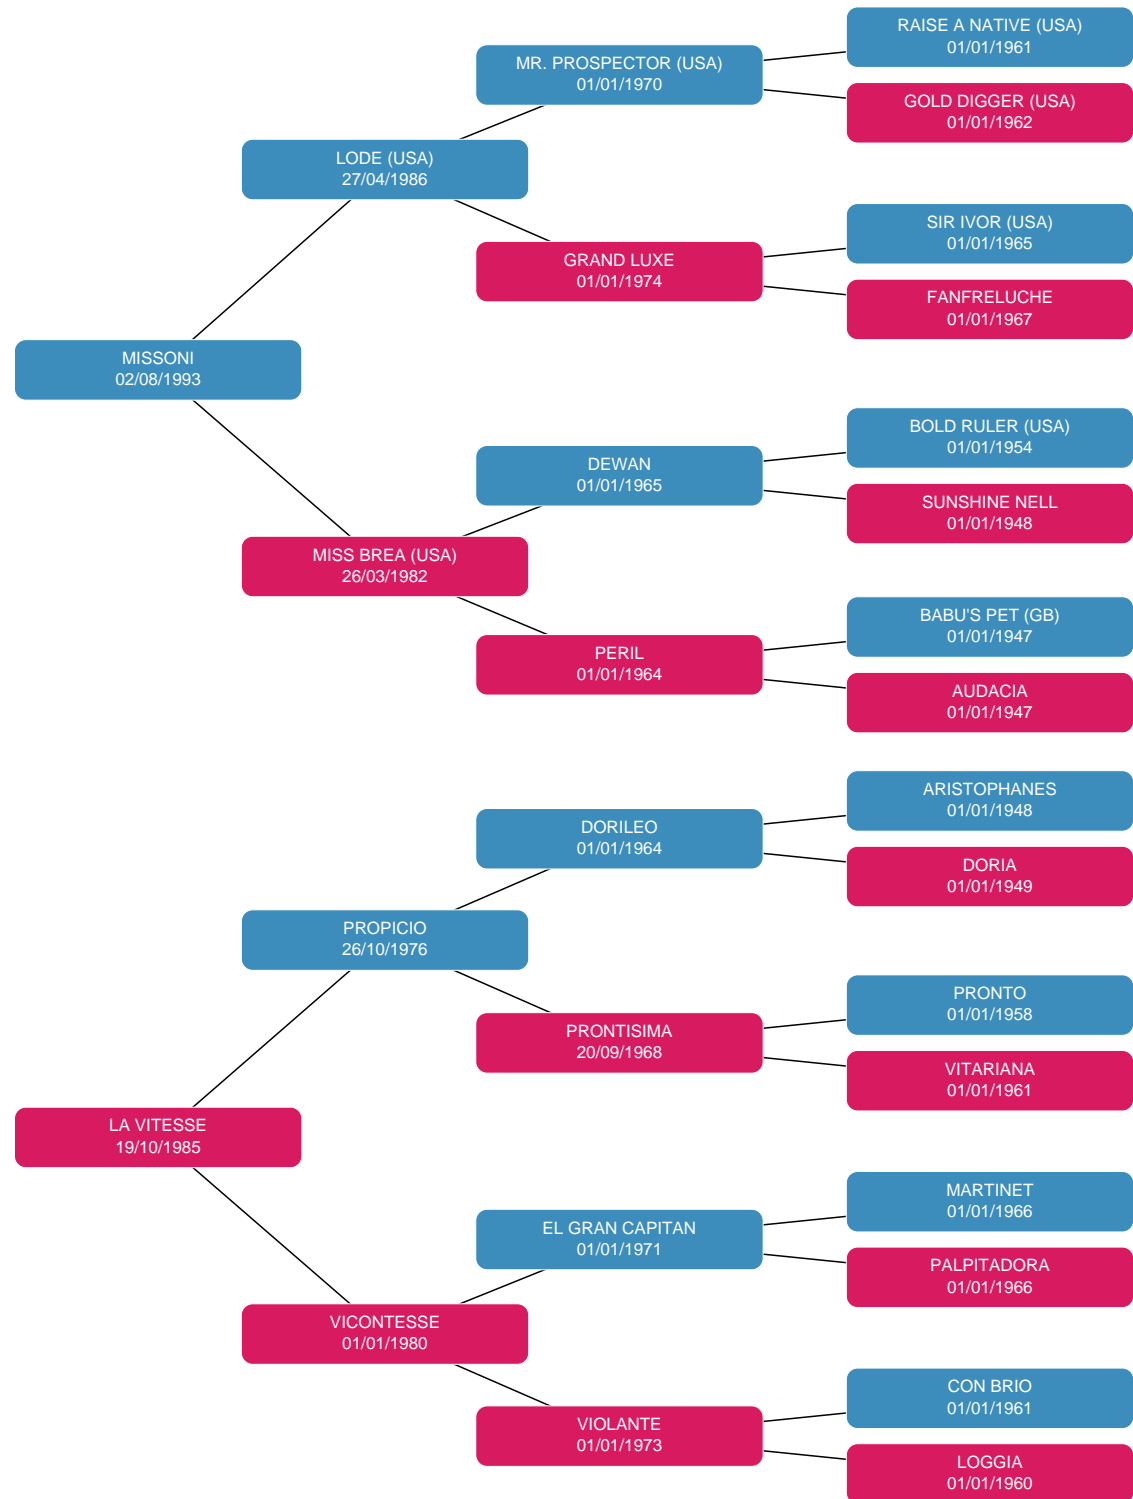 RAISE A NATIVE (USA)
01/01/1961
MR. PROSPECTOR (USA)
01/01/1970
GOLD DIGGER (USA)
01/01/1962
LODE (USA)
27/04/1986
SIR IVOR (USA)
01/01/1965
GRAND LUXE
01/01/1974
FANFRELUCHE
01/01/1967
MISSONI
02/08/1993
BOLD RULER (USA)
01/01/1954
DEWAN
01/01/1965
SUNSHINE NELL
01/01/1948
MISS BREA (USA)
26/03/1982
BABU'S PET (GB)
01/01/1947
PERIL
01/01/1964
AUDACIA
01/01/1947
ARISTOPHANES
01/01/1948
DORILEO
01/01/1964
DORIA
01/01/1949
PROPICIO
26/10/1976
PRONTO
01/01/1958
PRONTISIMA
20/09/1968
VITARIANA
01/01/1961
LA VITESSE
19/10/1985
MARTINET
01/01/1966
EL GRAN CAPITAN
01/01/1971
PALPITADORA
01/01/1966
VICONTESSE
01/01/1980
CON BRIO
01/01/1961
VIOLANTE
01/01/1973
LOGGIA
01/01/1960